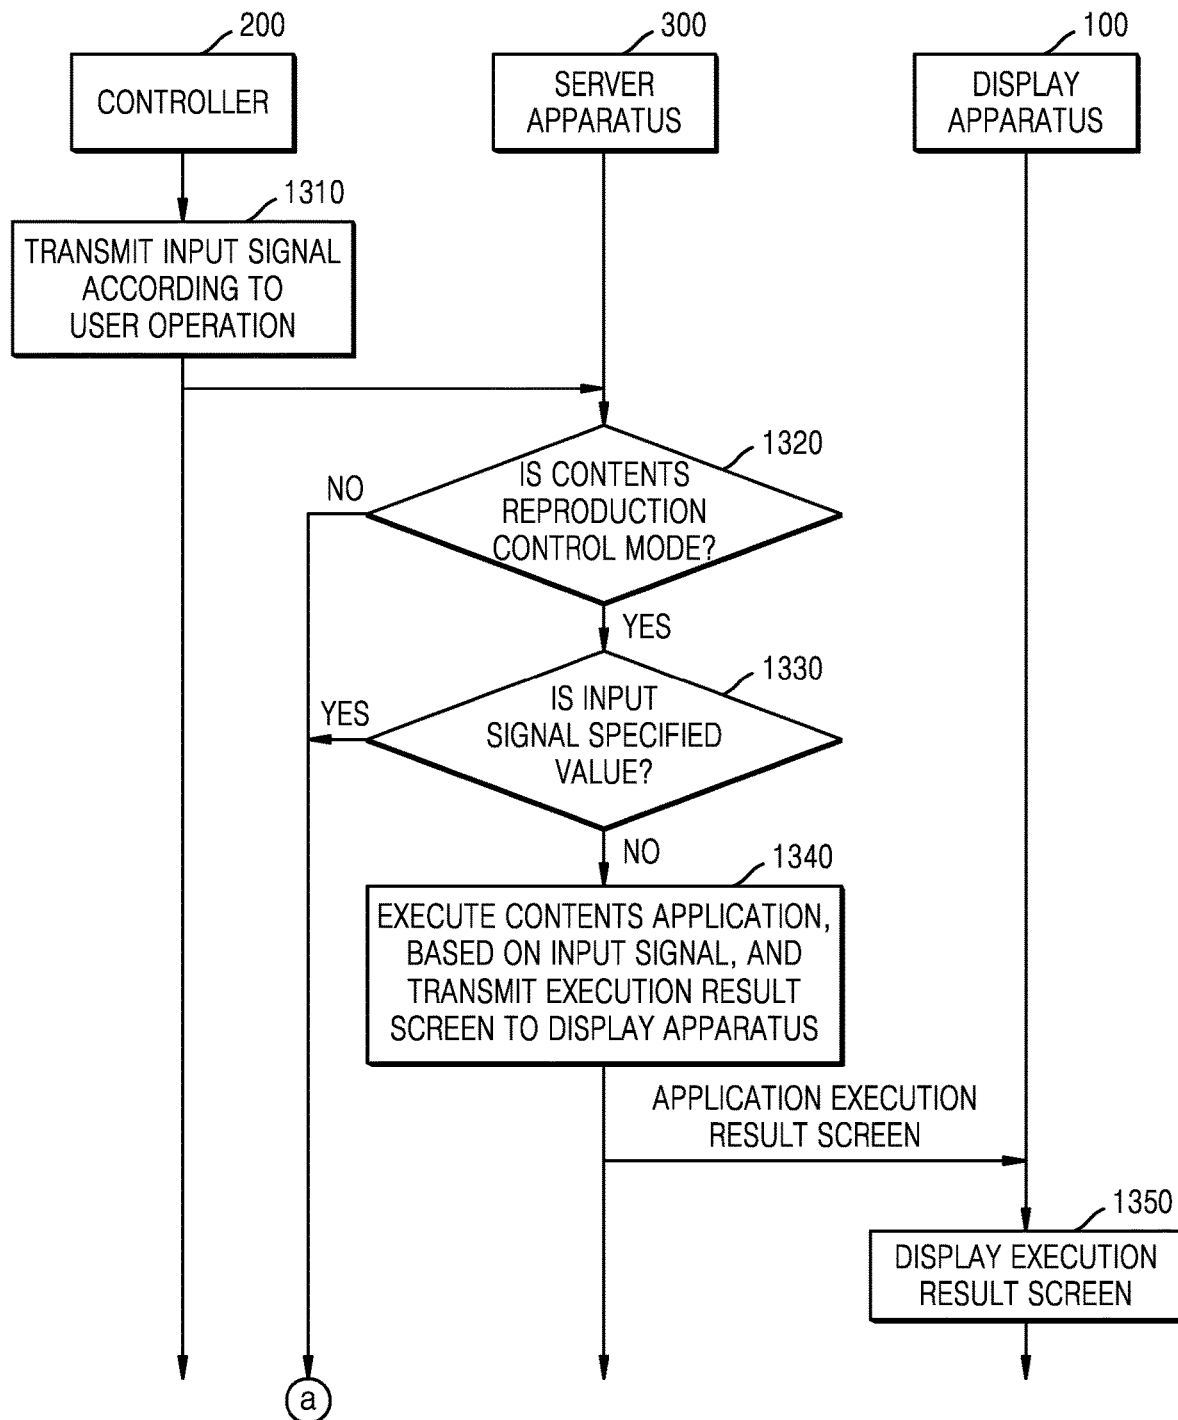 200
300
100
CONTROLLER
SERVER
APPARATUS
DISPLAY
APPARATUS
1310
TRANSMIT INPUT SIGNAL
ACCORDING TO
USER OPERATION
1320
IS CONTENTS
REPRODUCTION
CONTROL MODE?
NO
YES
1330
IS INPUT
SIGNAL SPECIFIED
VALUE?
YES
NO
1340
EXECUTE CONTENTS APPLICATION,
BASED ON INPUT SIGNAL, AND
TRANSMIT EXECUTION RESULT
SCREEN TO DISPLAY APPARATUS
APPLICATION EXECUTION
RESULT SCREEN
1350
DISPLAY EXECUTION
RESULT SCREEN
a